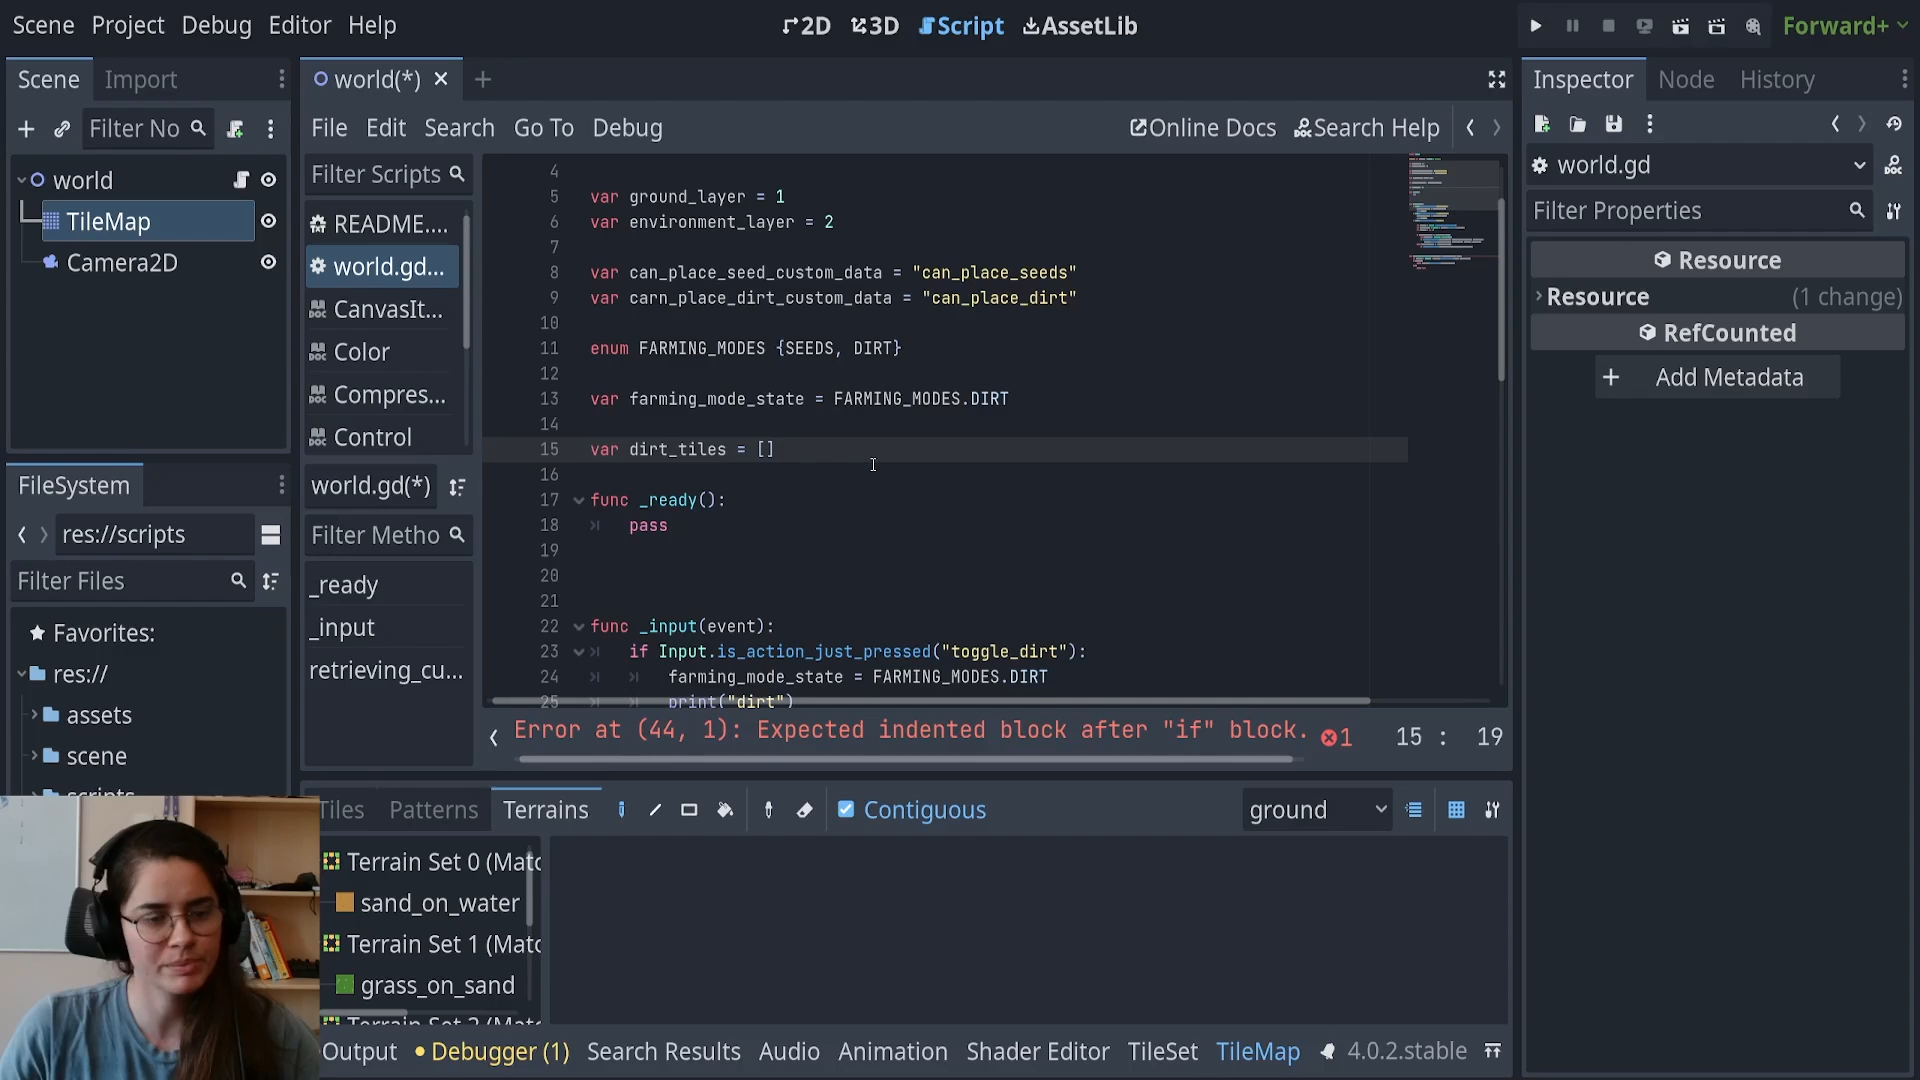 Scene Project Debug Editor Help
2D 3D Script AssetLib
Forward+
Scene Import
Filter No
world
TileMap
Camera2D
FileSystem
res://scripts
Filter Files
Favorites:
res://
assets
scene
scripts
world(*)
File Edit Search Go To Debug
Online Docs Search Help
Filter Scripts
README....
world.gd...
CanvasIt...
Color
Compres...
Control
world.gd(*)
Filter Metho
_ready
_input
retrieving_cu...
4
5 var ground_layer = 1
6 var environment_layer = 2
7
8 var can_place_seed_custom_data = "can_place_seeds"
9 var carn_place_dirt_custom_data = "can_place_dirt"
10
11 enum FARMING_MODES {SEEDS, DIRT}
12
13 var farming_mode_state = FARMING_MODES.DIRT
14
15 var dirt_tiles = []
16
17 func _ready():
18 pass
19
20
21
22 func _input(event):
23 if Input.is_action_just_pressed("toggle_dirt"):
24 farming_mode_state = FARMING_MODES.DIRT
25 print("dirt")
Error at (44, 1): Expected indented block after "if" block.
1 15 : 19
Tiles Patterns Terrains Contiguous ground
Terrain Set 0 (Matc
sand_on_water
Terrain Set 1 (Matc
grass_on_sand
Terrain Set 2 (Matc
Output Debugger (1) Search Results Audio Animation Shader Editor TileSet TileMap 4.0.2.stable
Inspector Node History
world.gd
Filter Properties
Resource
Resource (1 change)
RefCounted
Add Metadata